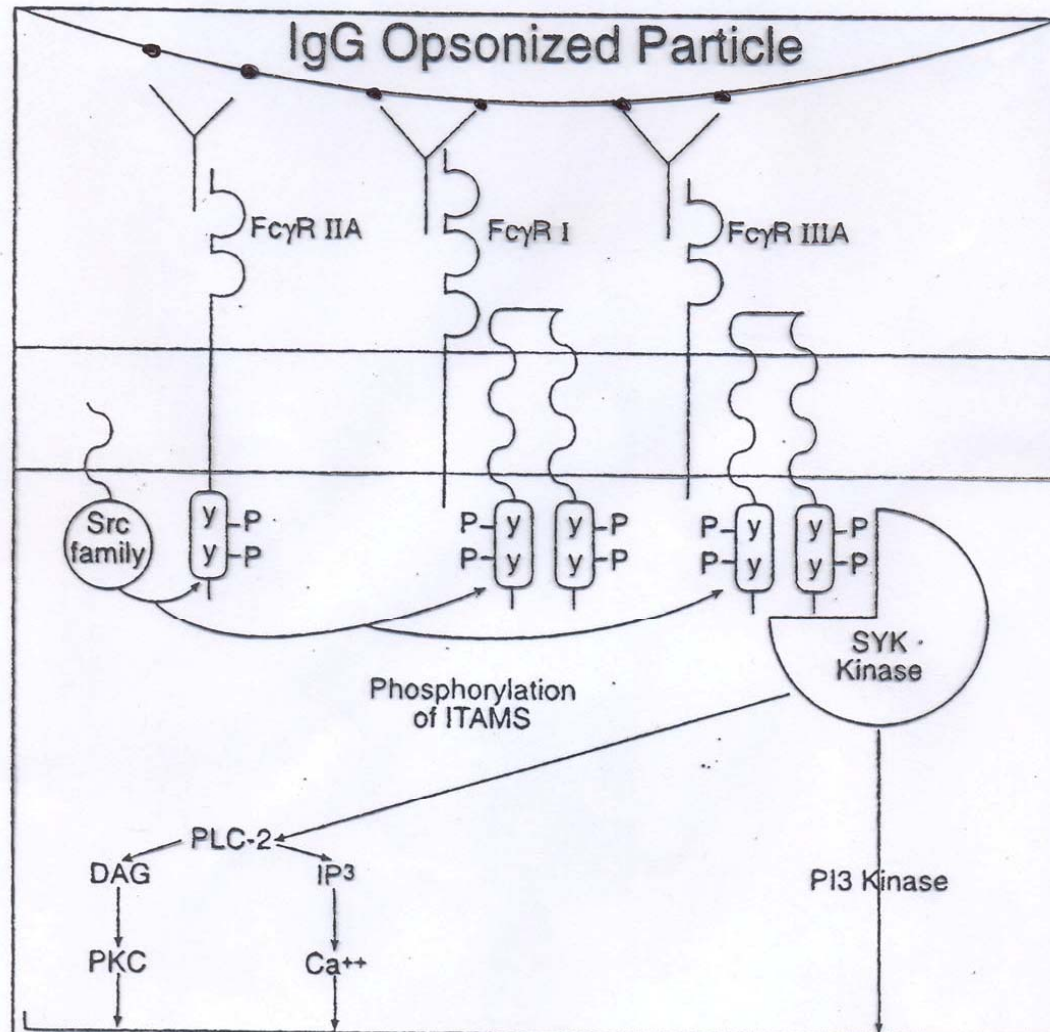 IgG Opsonized Particle
FcγR IIA
FcγR I
FcγR IIIA
Src
family
y
y
P
P
P
P
y
y
y
y
P
P
P
P
y
y
y
y
P
P
SYK
Kinase
Phosphorylation
of ITAMS
PLC-2
DAG
IP³
PI3 Kinase
PKC
Ca⁺⁺